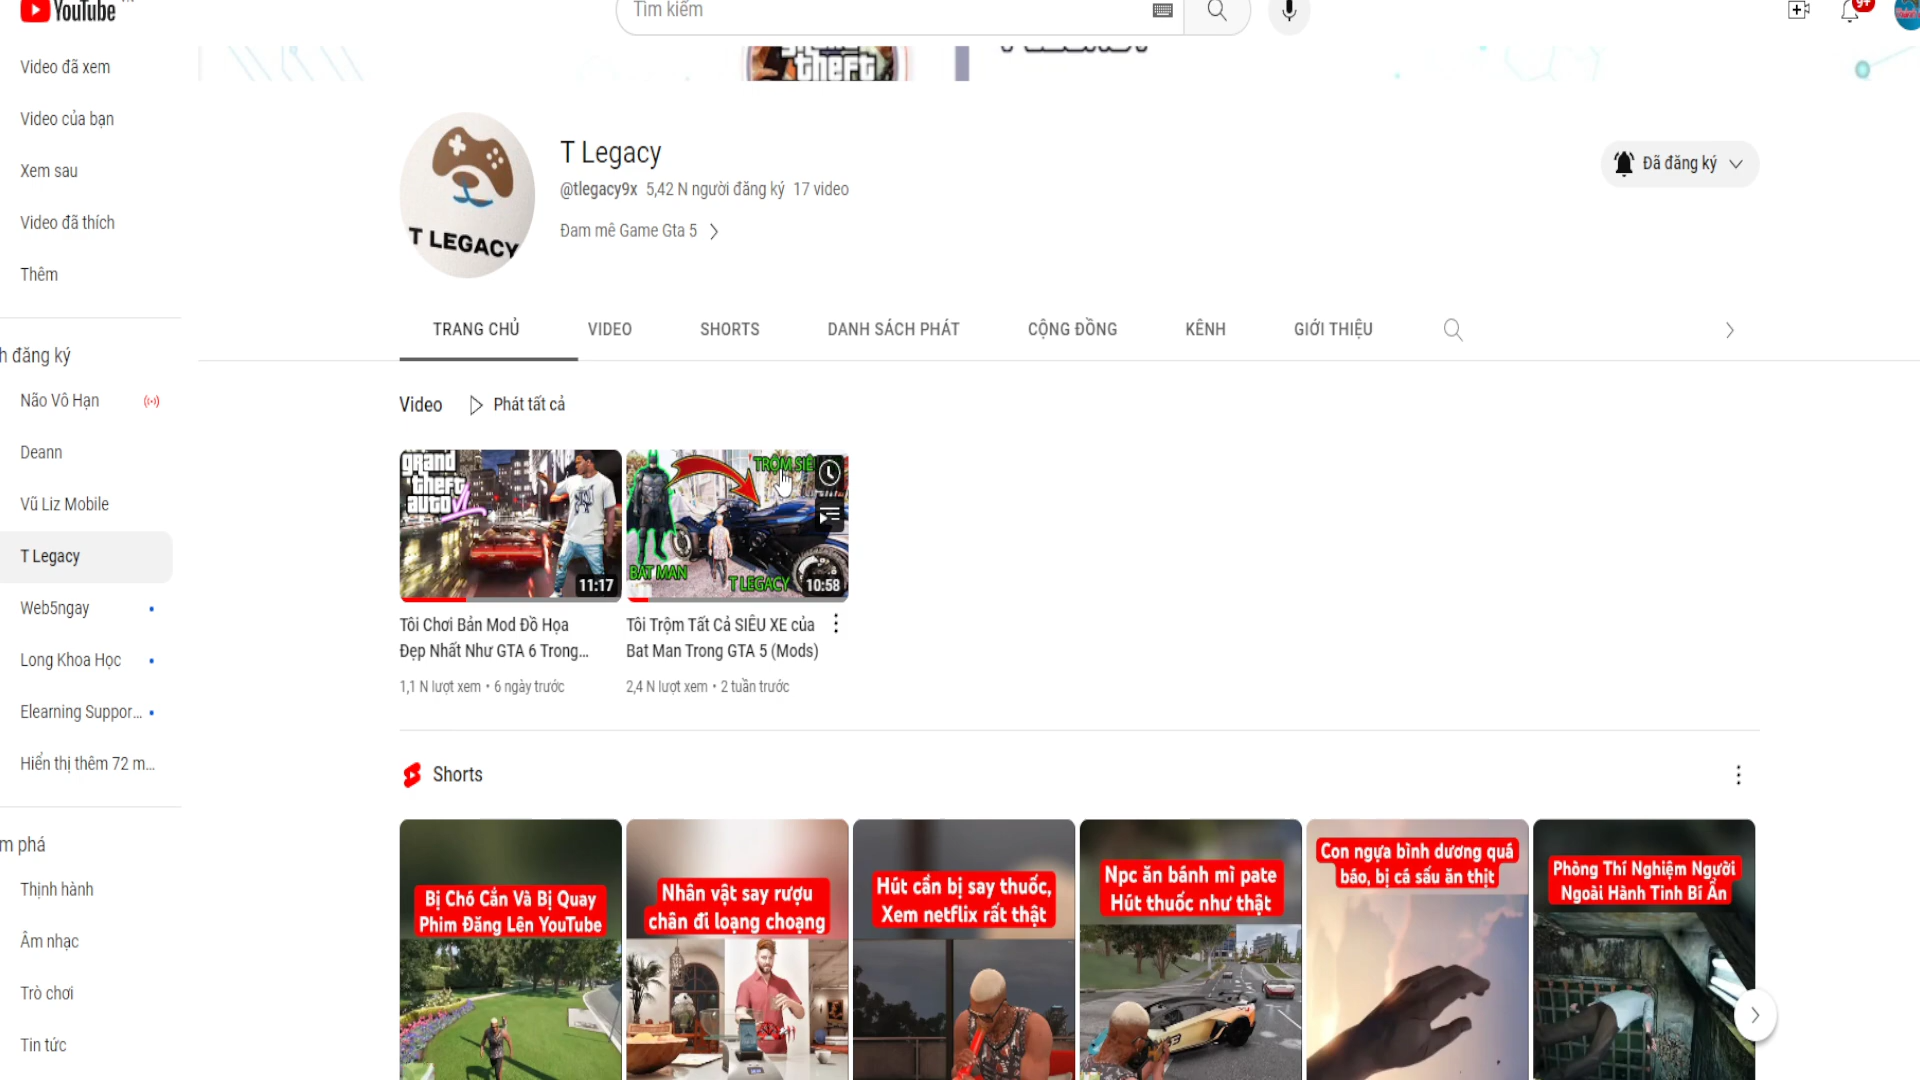 YouTube
Tìm kiếm
9+
Video đã xem
Video của bạn
Xem sau
Video đã thích
Thêm
h đăng ký
Não Vô Hạn
Deann
Vũ Liz Mobile
T Legacy
Web5ngay
Long Khoa Học
Elearning Suppor...
Hiển thị thêm 72 m...
m phá
Thịnh hành
Âm nhạc
Trò chơi
Tin tức
theft
T LEGACY
T Legacy
@tlegacy9x 5,42 N người đăng ký 17 video
Đam mê Game Gta 5
Đã đăng ký
TRANG CHỦ
VIDEO
SHORTS
DANH SÁCH PHÁT
CỘNG ĐỒNG
KÊNH
GIỚI THIỆU
Video
Phát tất cả
grand
theft
auto VI
11:17
TRỘM SIÊ
BAT MAN
T LEGACY
10:58
Tôi Chơi Bản Mod Đồ Họa
Đẹp Nhất Như GTA 6 Trong...
1,1 N lượt xem • 6 ngày trước
Tôi Trộm Tất Cả SIÊU XE của
Bat Man Trong GTA 5 (Mods)
2,4 N lượt xem • 2 tuần trước
Shorts
Bị Chó Cắn Và Bị Quay
Phim Đăng Lên YouTube
Nhân vật say rượu
chân đi loạng choạng
Hút cần bị say thuốc,
Xem netflix rất thật
Npc ăn bánh mì pate
Hút thuốc như thật
Con ngựa bình dương quá
báo, bị cá sấu ăn thịt
Phòng Thí Nghiệm Người
Ngoài Hành Tinh Bí Ẩn